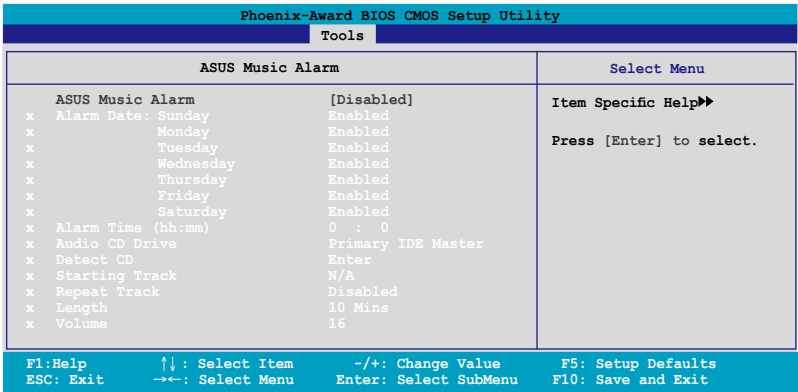 Phoenix-Award BIOS CMOS Setup Utility
Tools
ASUS Music Alarm
Select Menu
ASUS Music Alarm [Disabled]
x Alarm Date: Sunday Enabled
x Monday Enabled
x Tuesday Enabled
x Wednesday Enabled
x Thursday Enabled
x Friday Enabled
x Saturday Enabled
x Alarm Time (hh:mm) 0 : 0
x Audio CD Drive Primary IDE Master
x Detect CD Enter
x Starting Track N/A
x Repeat Track Disabled
x Length 10 Mins
x Volume 16
Item Specific Help▶▶
Press [Enter] to select.
F1:Help ↑↓: Select Item -/+: Change Value F5: Setup Defaults
ESC: Exit →←: Select Menu Enter: Select SubMenu F10: Save and Exit